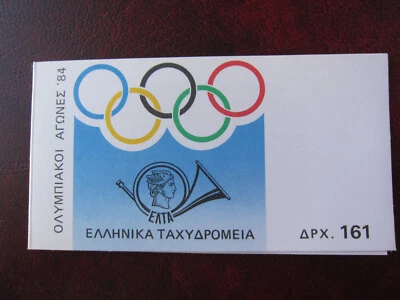 ΟΛΥΜΠΙΑΚΟΙ ΑΓΩΝΕΣ '84
ΕΛΤΑ
ΕΛΛΗΝΙΚΑ ΤΑΧΥΔΡΟΜΕΙΑ
ΔΡΧ. 161